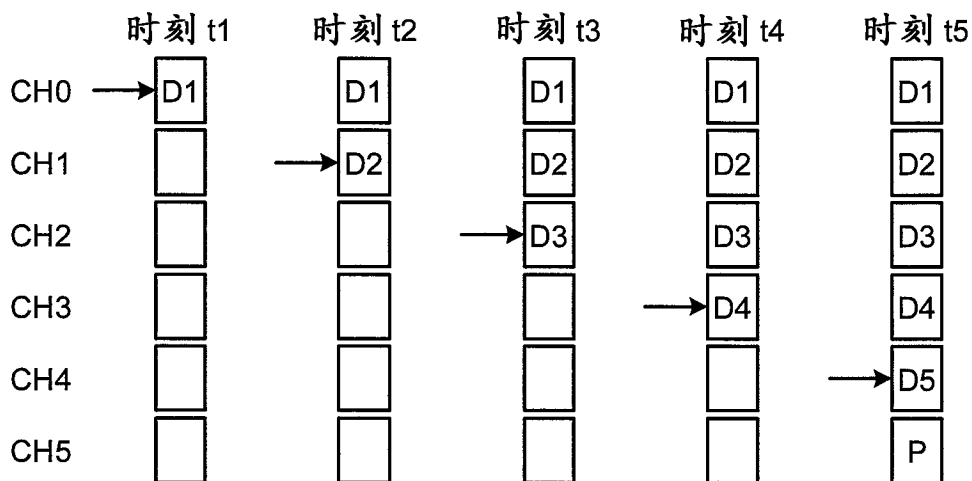 时刻 t1 时刻 t2 时刻 t3 时刻 t4 时刻 t5
CH0 D1 D1 D1 D1 D1
CH1 D2 D2 D2 D2
CH2 D3 D3 D3
CH3 D4 D4
CH4 D5
CH5 P